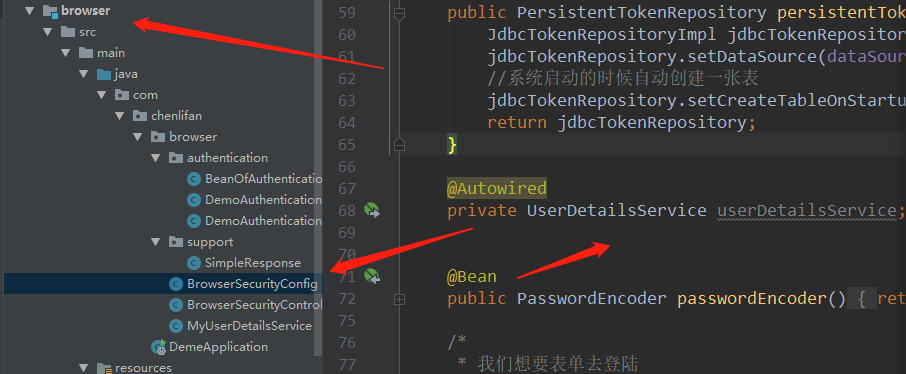 browser
src
main
java
com
chenlifan
browser
authentication
BeanOfAuthenticatio
DemoAuthentication
DemoAuthentication
support
SimpleResponse
BrowserSecurityConfig
BrowserSecurityControl
MyUserDetailsService
DemeApplication
resources
59 public PersistentTokenRepository persistentTok
60 JdbcTokenRepositoryImpl jdbcTokenRepositor
61 jdbcTokenRepository.setDataSource(dataSour
62 //系统启动的时候自动创建一张表
63 jdbcTokenRepository.setCreateTableOnStartu
64 return jdbcTokenRepository;
65 }
66
67 @Autowired
68 private UserDetailsService userDetailsService;
69
70
71 @Bean
72 public PasswordEncoder passwordEncoder() { ret
75
76 /*
77 * 我们想要表单去登陆